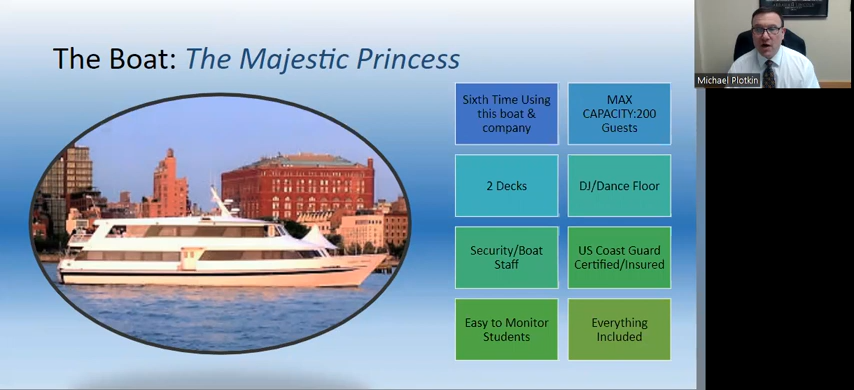 The Boat: The Majestic Princess
Sixth Time Using
this boat &
company
MAX
CAPACITY:200
Guests
2 Decks
DJ/Dance Floor
Security/Boat
Staff
US Coast Guard
Certified/Insured
Easy to Monitor
Students
Everything
Included
Michael Plotkin